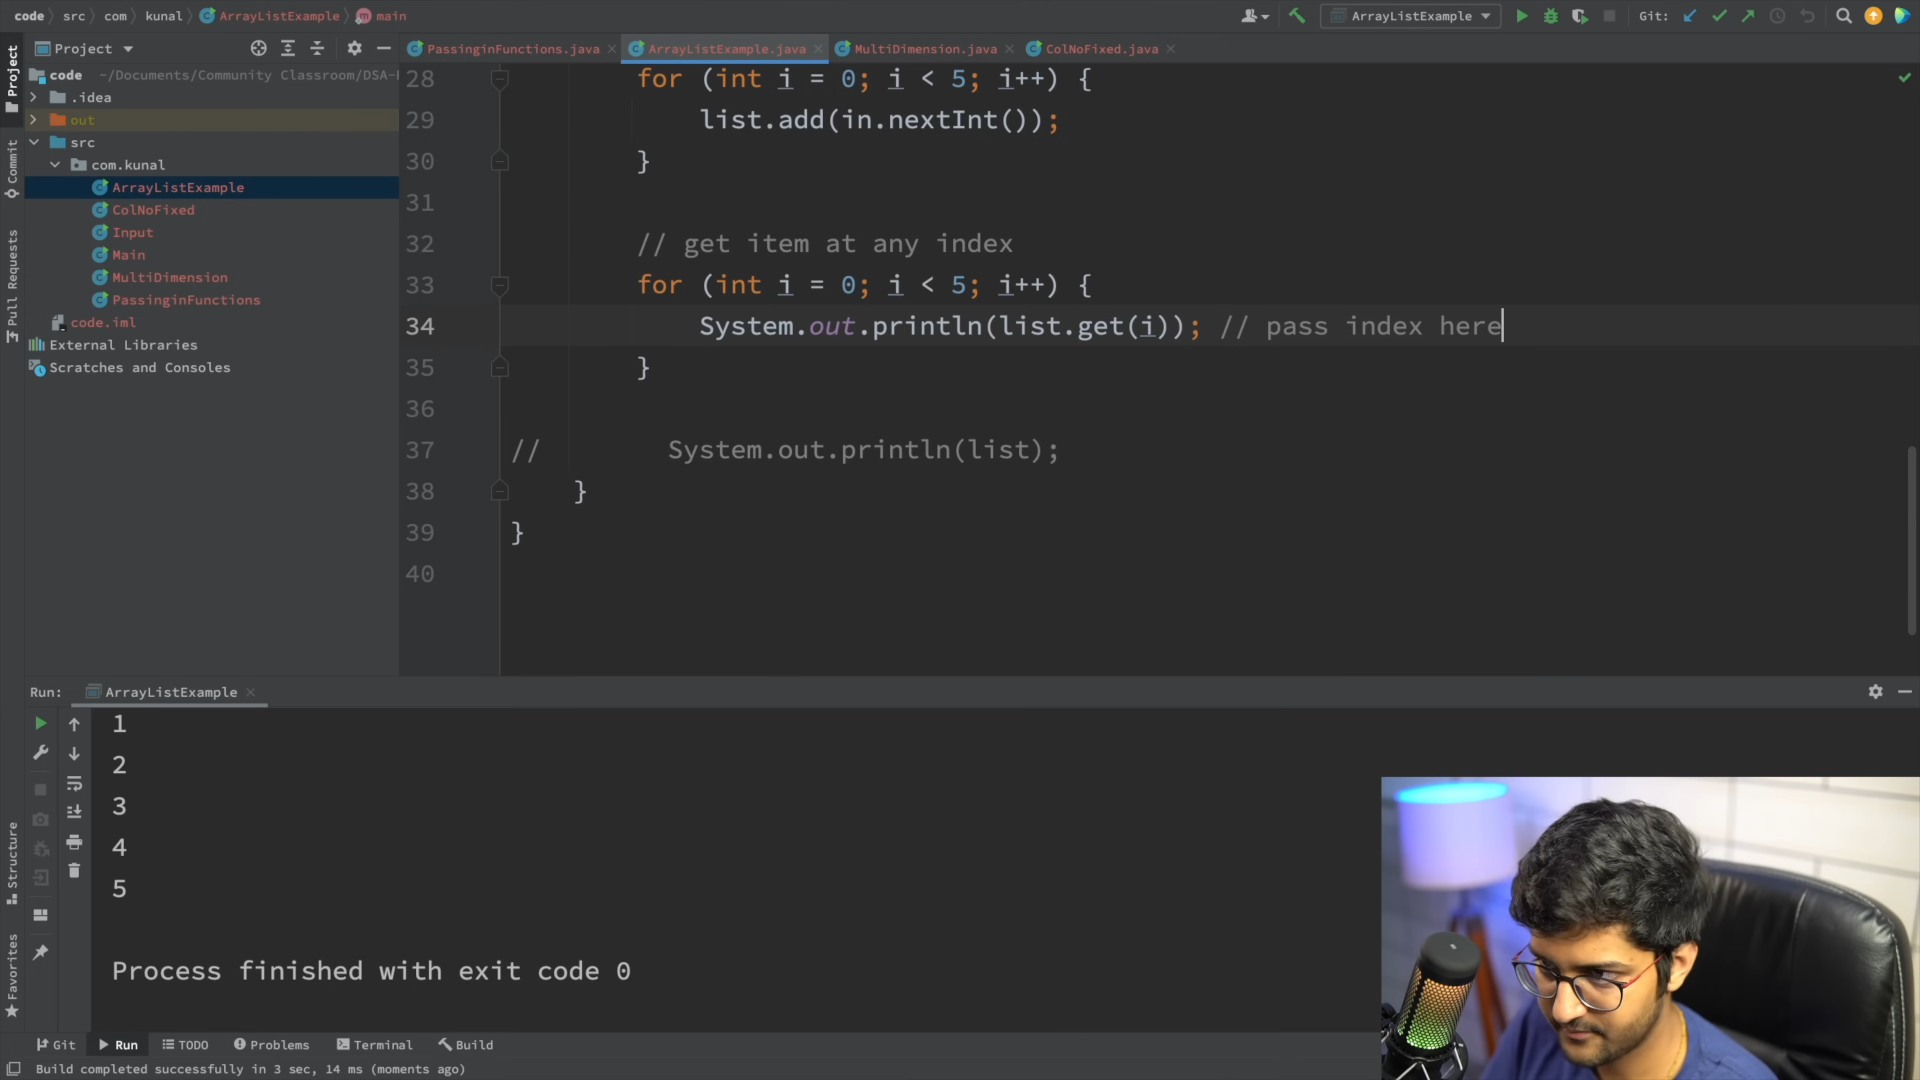 code src com kunal ArrayListExample main
ArrayListExample Git:
Project
PassinginFunctions.java ArrayListExample.java MultiDimension.java ColNoFixed.java
code ~/Documents/Community Classroom/DSA-
.idea
out
src
com.kunal
ArrayListExample
ColNoFixed
Input
Main
MultiDimension
PassinginFunctions
code.iml
External Libraries
Scratches and Consoles
Project
Commit
Pull Requests
Structure
Favorites
28 for (int i = 0; i < 5; i++) {
29 list.add(in.nextInt());
30 }
31
32 // get item at any index
33 for (int i = 0; i < 5; i++) {
34 System.out.println(list.get(i)); // pass index here
35 }
36
37 // System.out.println(list);
38 }
39 }
40
Run: ArrayListExample
1
2
3
4
5
Process finished with exit code 0
Git Run TODO Problems Terminal Build
Build completed successfully in 3 sec, 14 ms (moments ago)